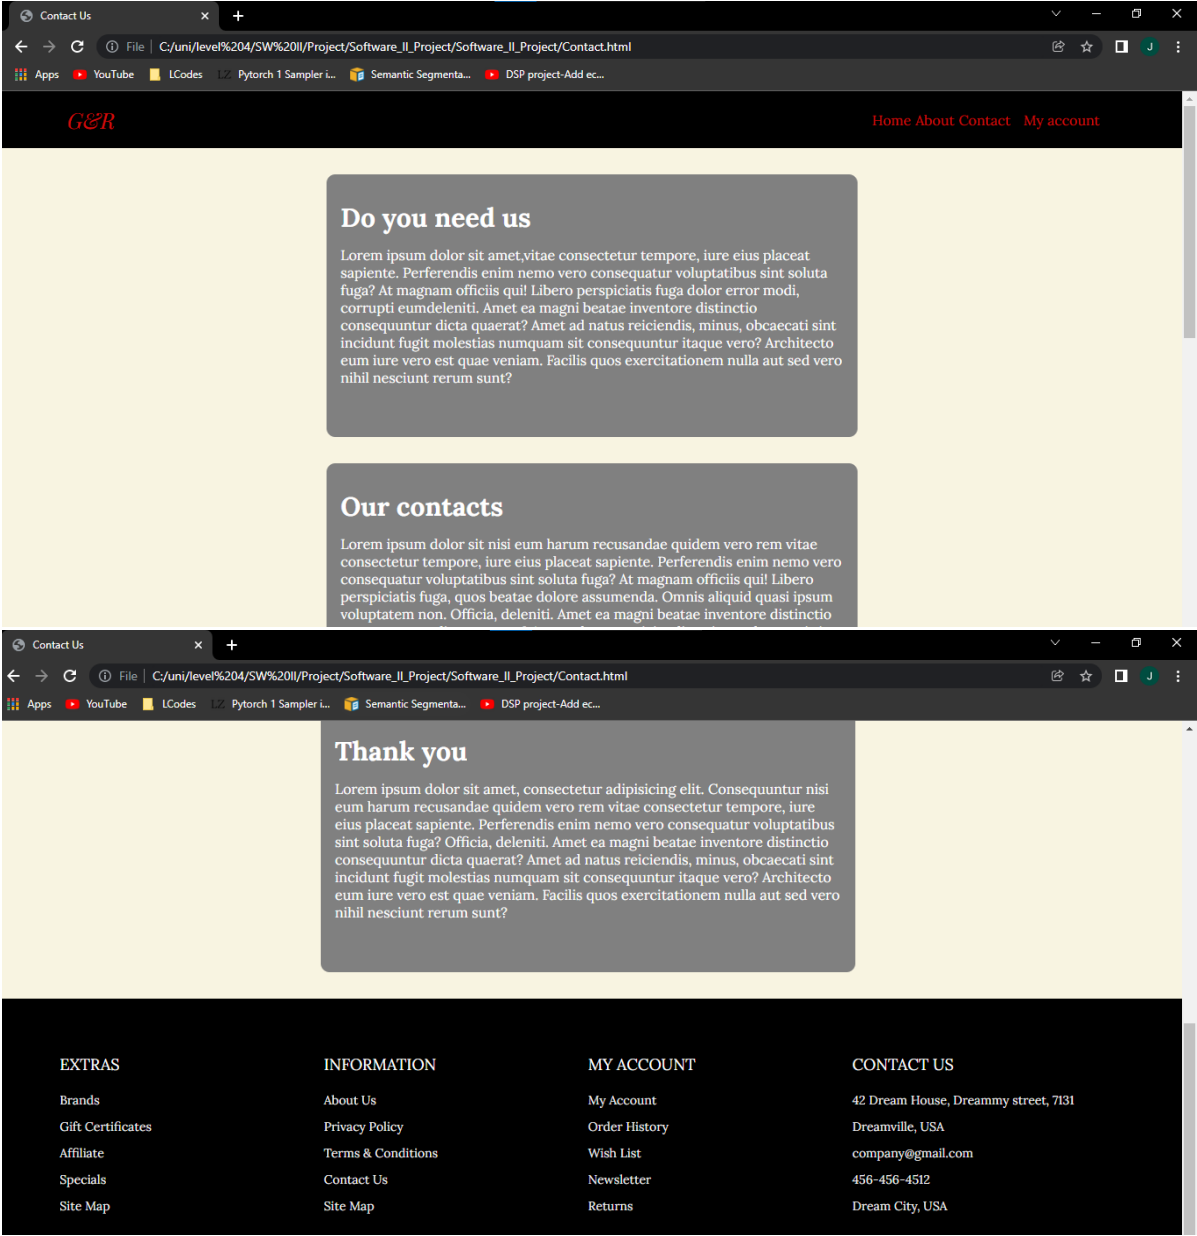 Contact Us
File C:/uni/level%204/SW%20II/Project/Software_II_Project/Software_II_Project/Contact.html J
Apps YouTube LCodes LZ Pytorch 1 Sampler i... Semantic Segmenta... DSP project-Add ec...
G&R Home About Contact My account
Do you need us
Lorem ipsum dolor sit amet,vitae consectetur tempore, iure eius placeat
sapiente. Perferendis enim nemo vero consequatur voluptatibus sint soluta
fuga? At magnam officiis qui! Libero perspiciatis fuga dolor error modi,
corrupti eumdeleniti. Amet ea magni beatae inventore distinctio
consequuntur dicta quaerat? Amet ad natus reiciendis, minus, obcaecati sint
incidunt fugit molestias numquam sit consequuntur itaque vero? Architecto
eum iure vero est quae veniam. Facilis quos exercitationem nulla aut sed vero
nihil nesciunt rerum sunt?
Our contacts
Lorem ipsum dolor sit nisi eum harum recusandae quidem vero rem vitae
consectetur tempore, iure eius placeat sapiente. Perferendis enim nemo vero
consequatur voluptatibus sint soluta fuga? At magnam officiis qui! Libero
perspiciatis fuga, quos beatae dolore assumenda. Omnis aliquid quasi ipsum
voluptatem non. Officia, deleniti. Amet ea magni beatae inventore distinctio
Contact Us
File C:/uni/level%204/SW%20II/Project/Software_II_Project/Software_II_Project/Contact.html J
Apps YouTube LCodes LZ Pytorch 1 Sampler i... Semantic Segmenta... DSP project-Add ec...
Thank you
Lorem ipsum dolor sit amet, consectetur adipisicing elit. Consequuntur nisi
eum harum recusandae quidem vero rem vitae consectetur tempore, iure
eius placeat sapiente. Perferendis enim nemo vero consequatur voluptatibus
sint soluta fuga? Officia, deleniti. Amet ea magni beatae inventore distinctio
consequuntur dicta quaerat? Amet ad natus reiciendis, minus, obcaecati sint
incidunt fugit molestias numquam sit consequuntur itaque vero? Architecto
eum iure vero est quae veniam. Facilis quos exercitationem nulla aut sed vero
nihil nesciunt rerum sunt?
EXTRAS
Brands
Gift Certificates
Affiliate
Specials
Site Map
INFORMATION
About Us
Privacy Policy
Terms & Conditions
Contact Us
Site Map
MY ACCOUNT
My Account
Order History
Wish List
Newsletter
Returns
CONTACT US
42 Dream House, Dreammy street, 7131
Dreamville, USA
company@gmail.com
456-456-4512
Dream City, USA